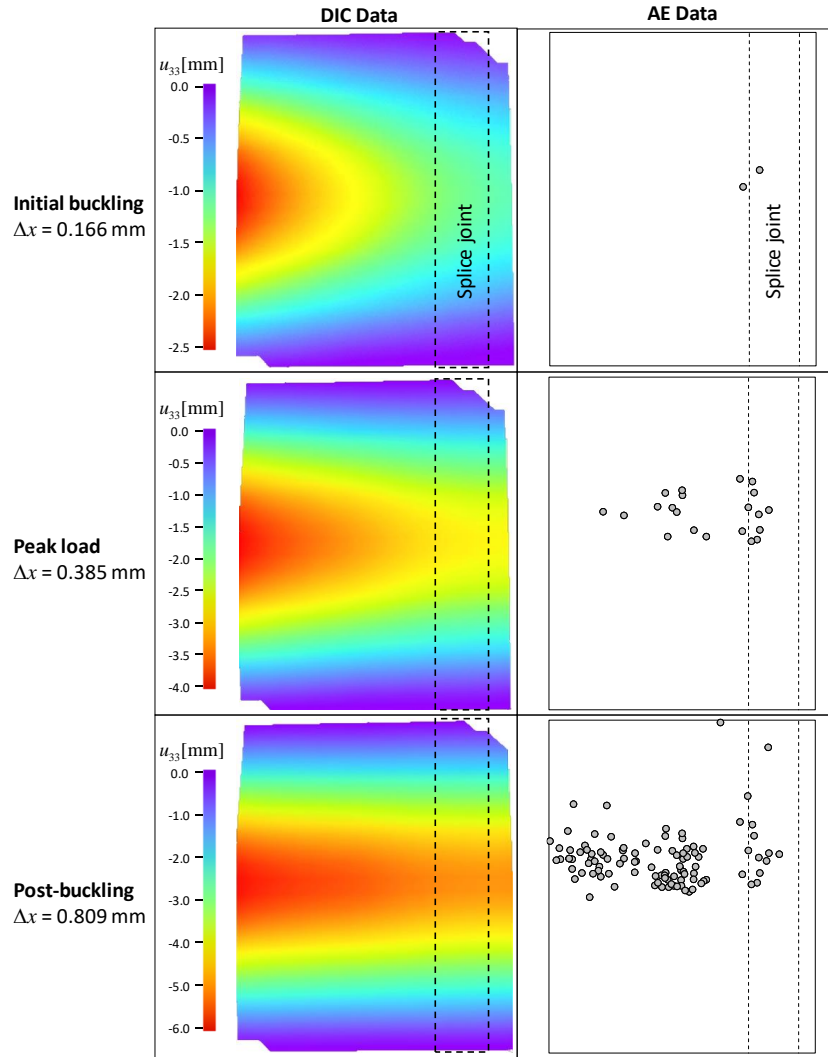 DIC Data
AE Data
u33[mm]
0.0
-0.5
-1.0
-1.5
-2.0
-2.5
Initial buckling
Δx = 0.166 mm
Splice joint
Splice joint
u33[mm]
0.0
-0.5
-1.0
-1.5
-2.0
-2.5
-3.0
-3.5
-4.0
Peak load
Δx = 0.385 mm
u33[mm]
0.0
-1.0
-2.0
-3.0
-4.0
-5.0
-6.0
Post-buckling
Δx = 0.809 mm